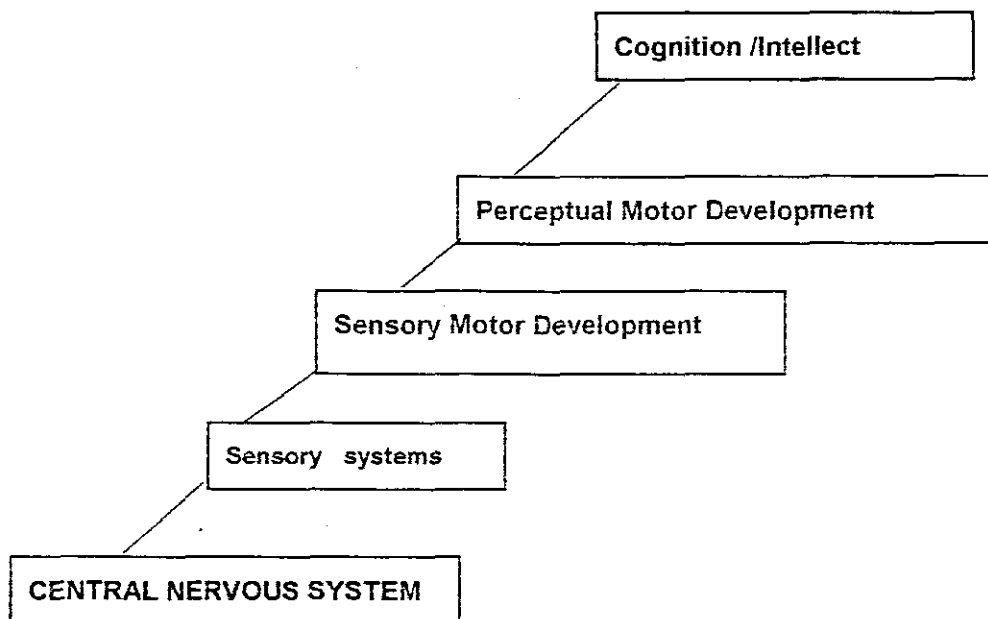 Cognition /Intellect
Perceptual Motor Development
Sensory Motor Development
Sensory systems
CENTRAL NERVOUS SYSTEM